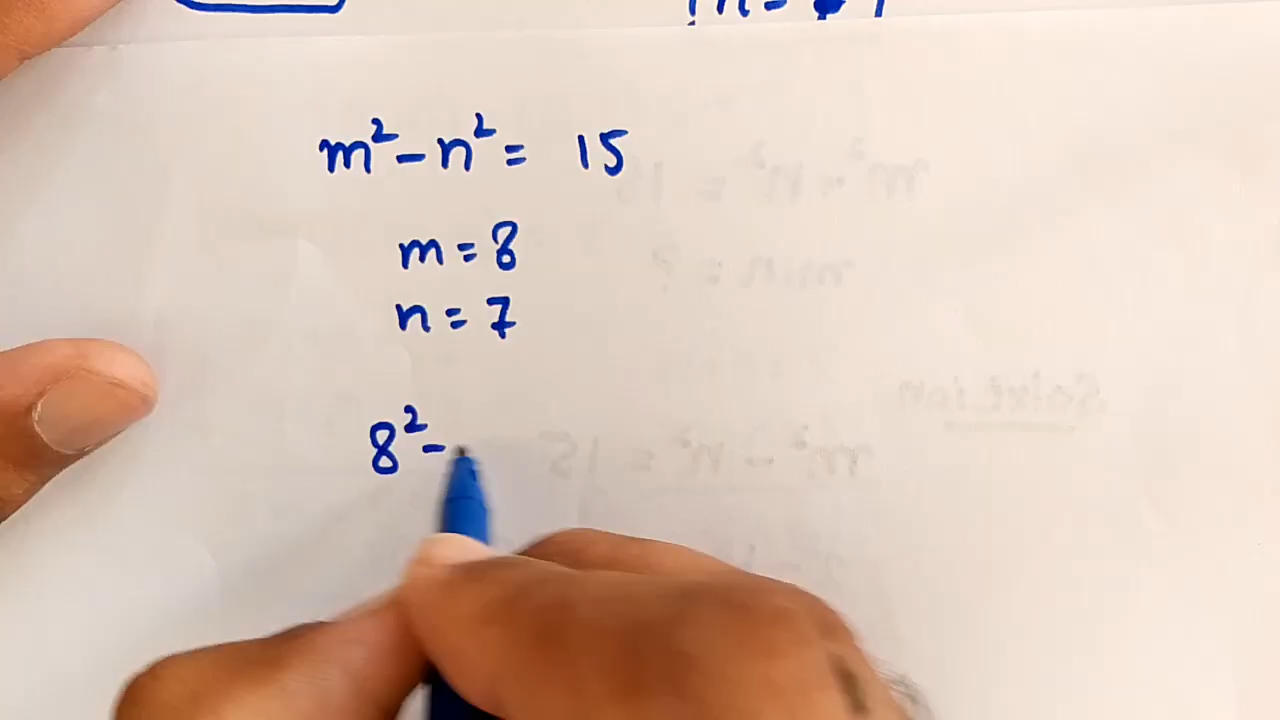 m² - n² = 15
m = 8
n = 7
8² -